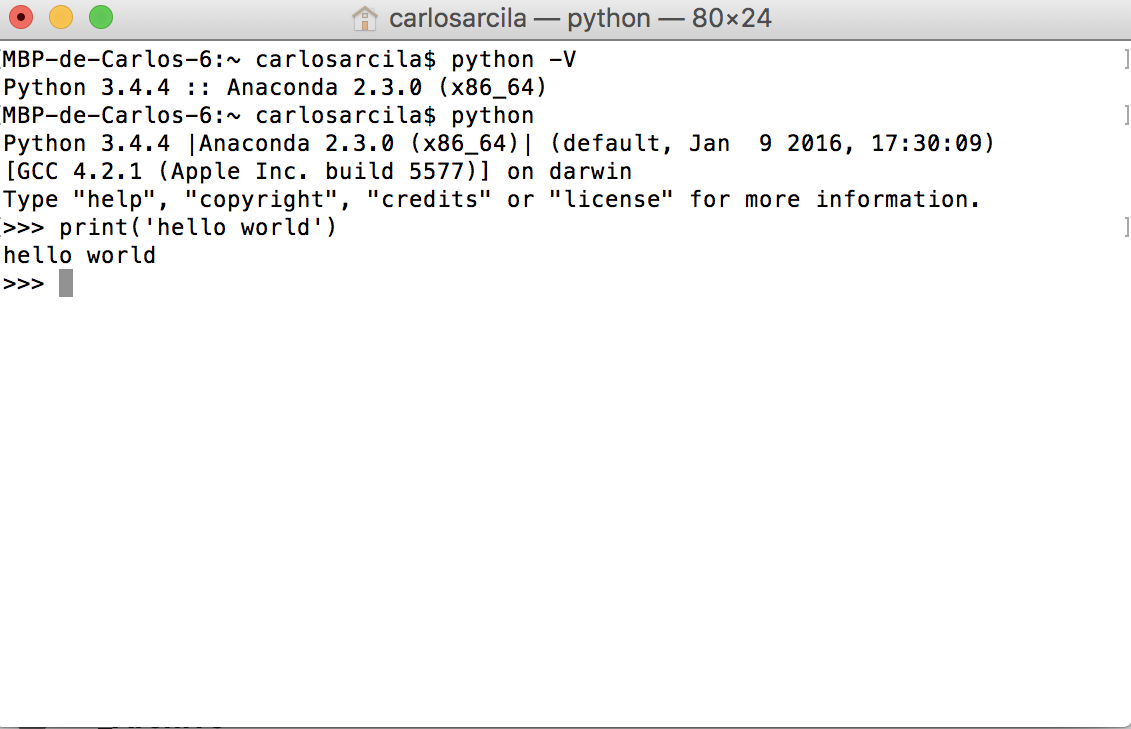 carlosarcila — python — 80×24
[MBP-de-Carlos-6:~ carlosarcila$ python -V ]
Python 3.4.4 :: Anaconda 2.3.0 (x86_64)
[MBP-de-Carlos-6:~ carlosarcila$ python ]
Python 3.4.4 |Anaconda 2.3.0 (x86_64)| (default, Jan  9 2016, 17:30:09)
[GCC 4.2.1 (Apple Inc. build 5577)] on darwin
Type "help", "copyright", "credits" or "license" for more information.
[>>> print('hello world') ]
hello world
>>>